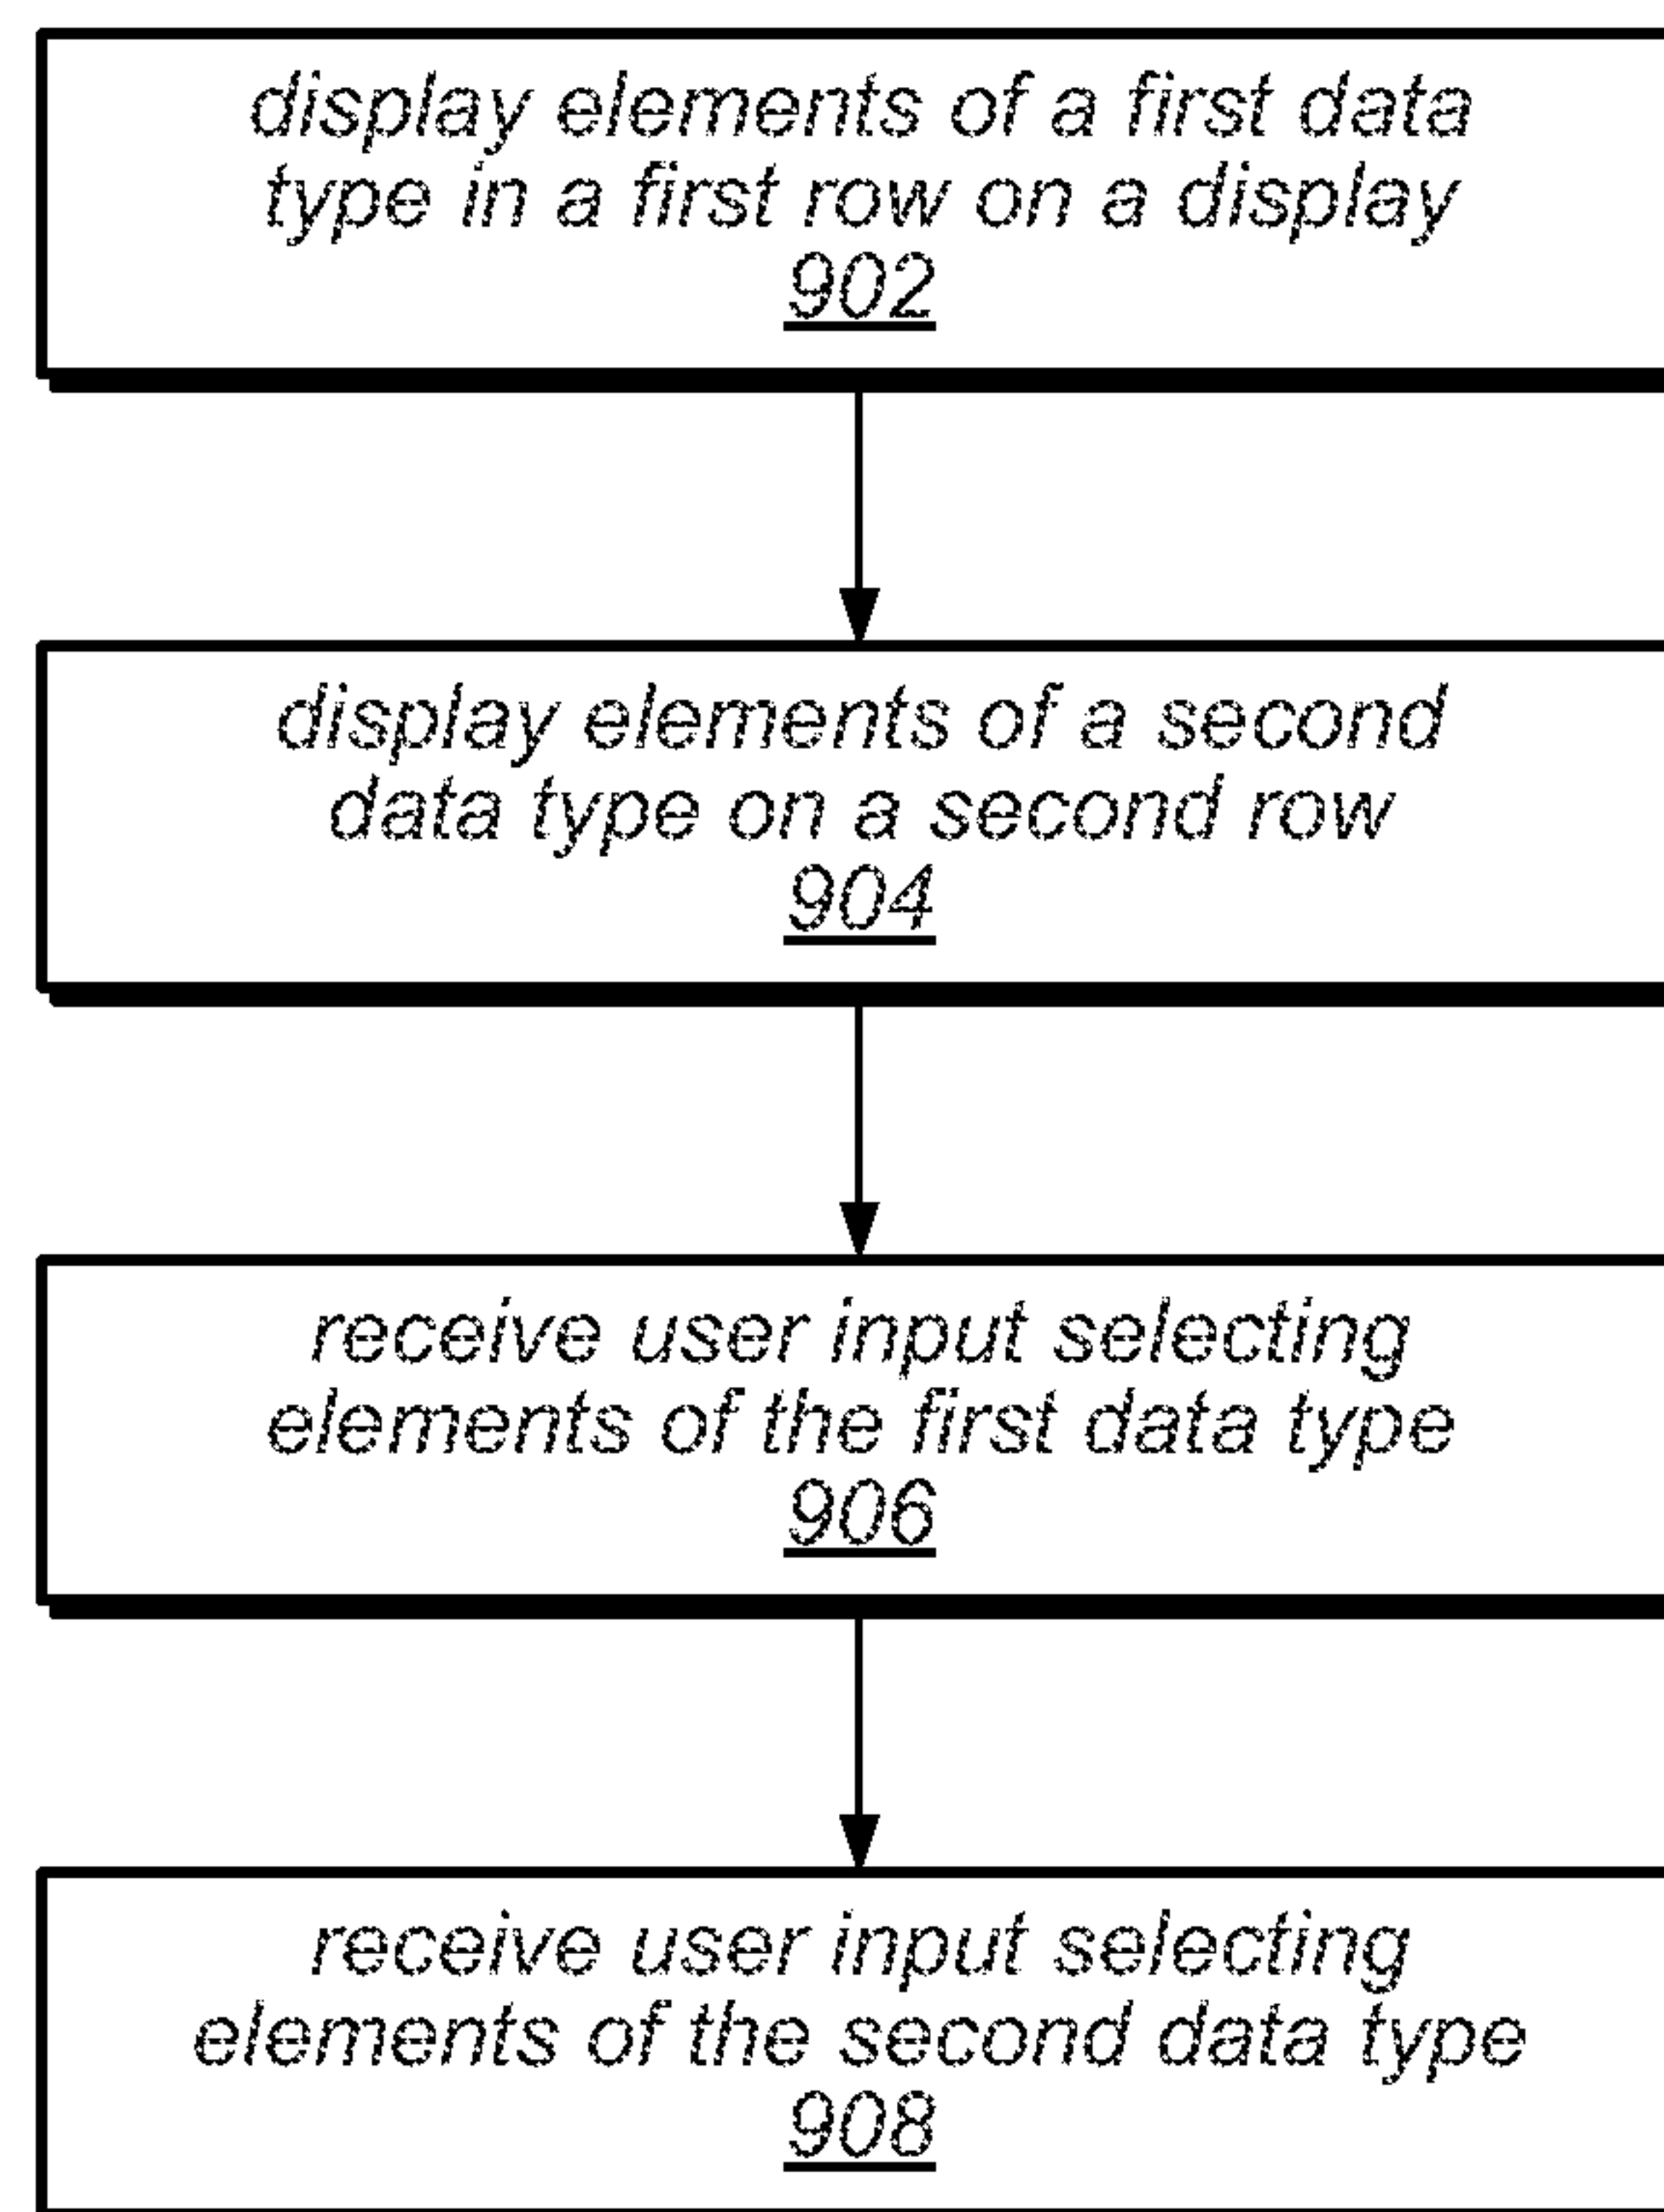 display elements of a first data
type in a first row on a display
902
display elements of a second
data type on a second row
904
receive user input selecting
elements of the first data type
906
receive user input selecting
elements of the second data type
908